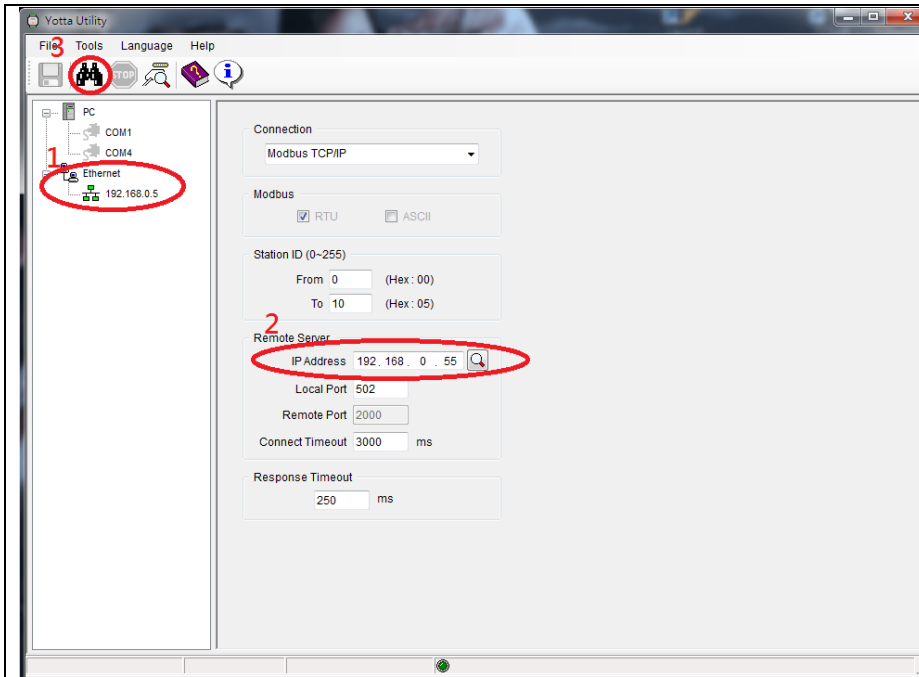 Yotta Utility
File Tools Language Help
3
STOP
PC
COM1
COM4
1
Ethernet
192.168.0.5
Connection
Modbus TCP/IP
Modbus
RTU ASCII
Station ID (0~255)
From 0 (Hex : 00)
To 10 (Hex : 05)
2
Remote Server
IP Address 192 . 168 . 0 . 55
Local Port 502
Remote Port 2000
Connect Timeout 3000 ms
Response Timeout
250 ms